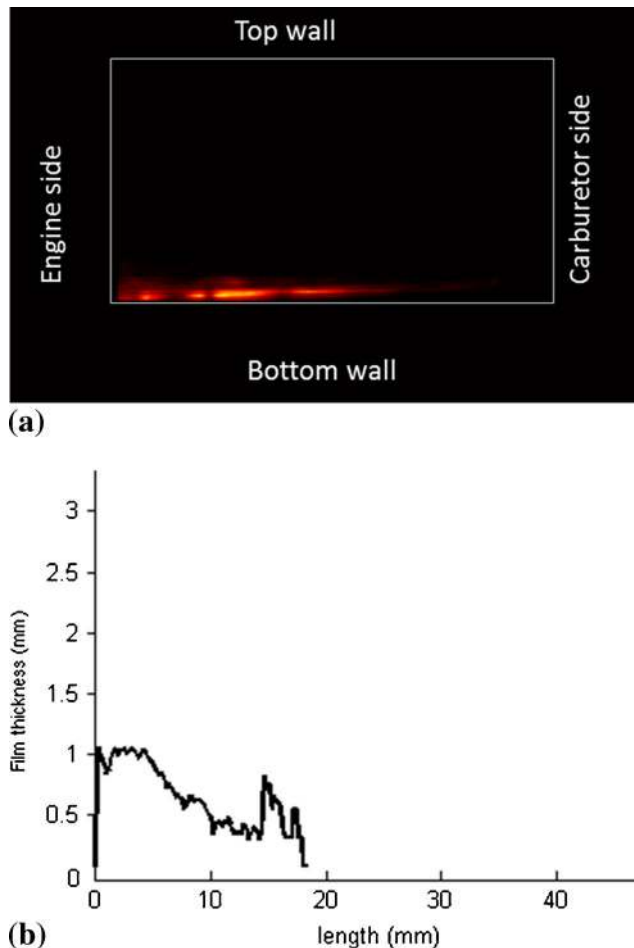 Top wall
Engine side
Carburetor side
Bottom wall
(a)
3
2.5
2
1.5
1
0.5
0
Film thickness (mm)
0 10 20 30 40
length (mm)
(b)